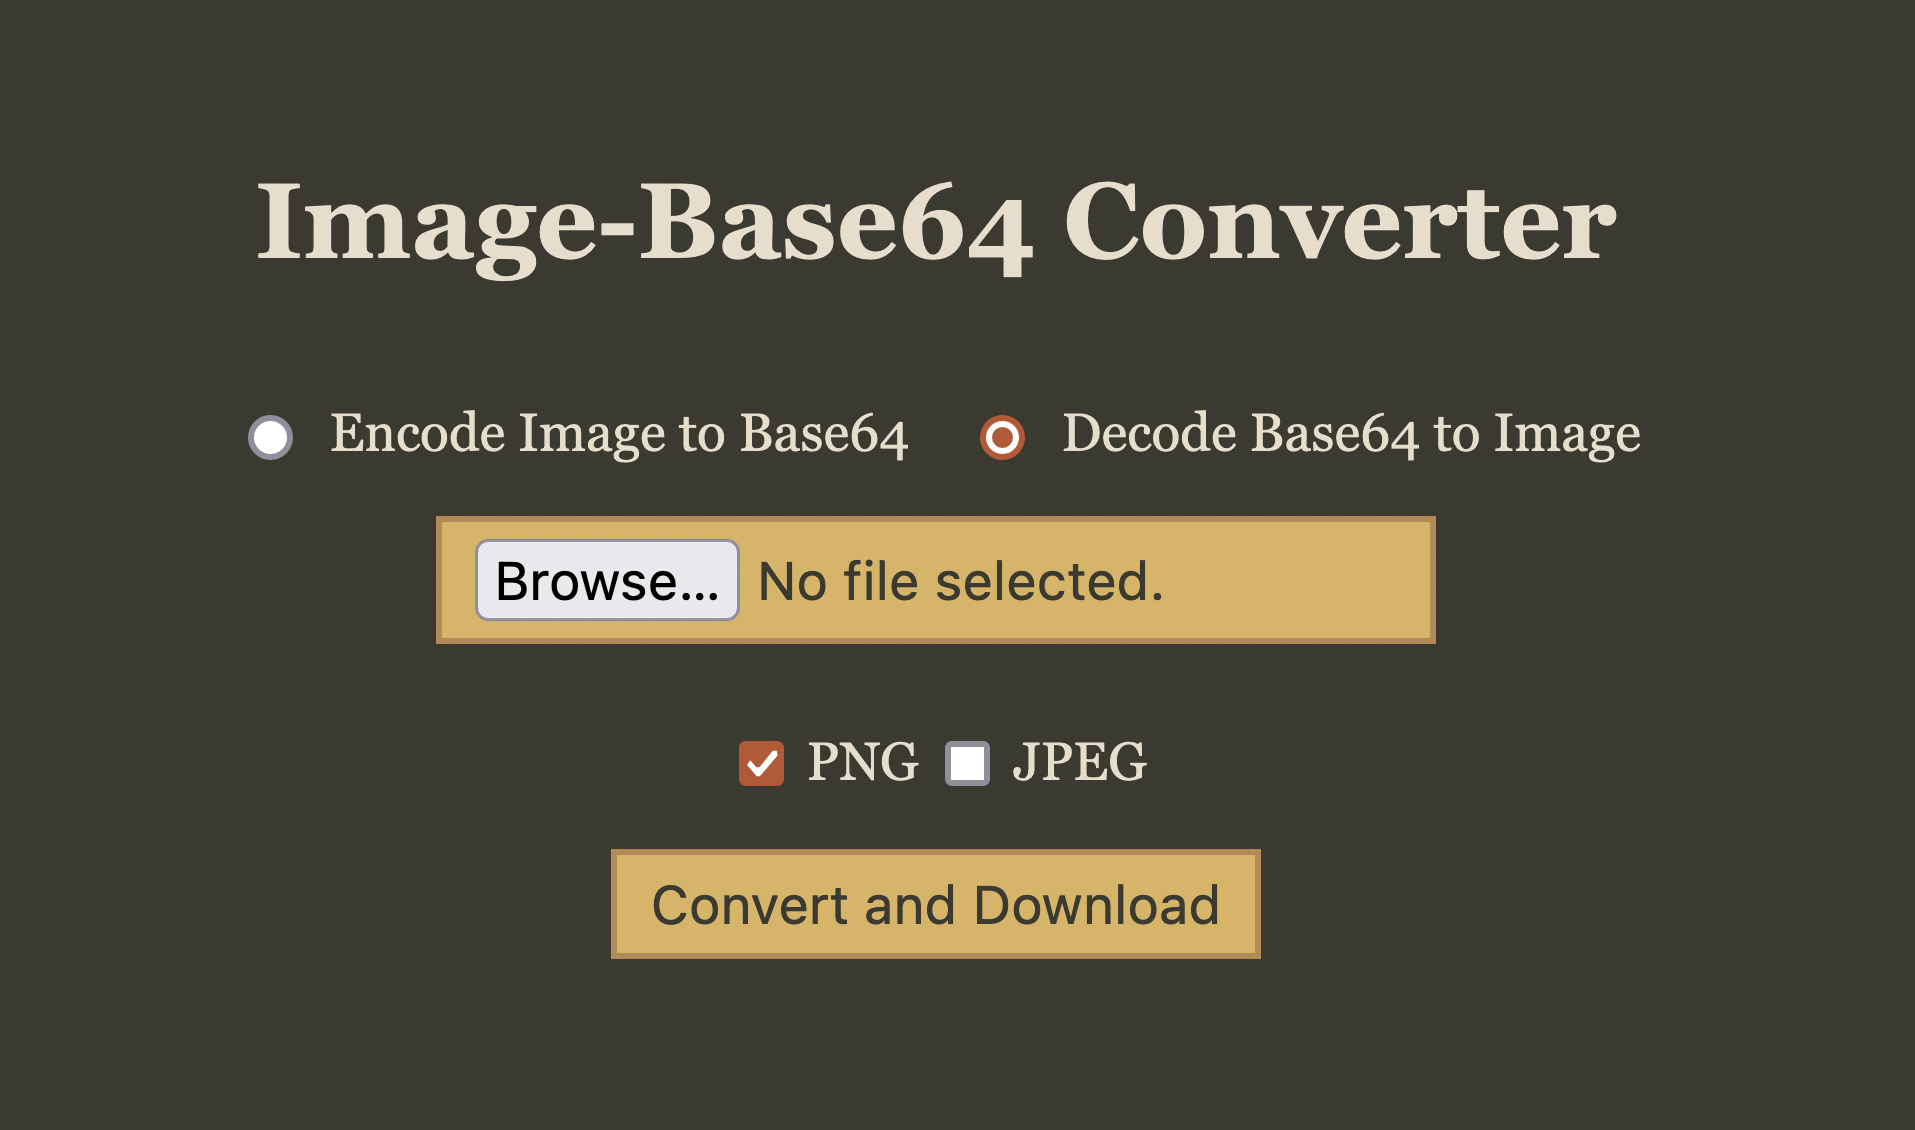 Image-Base64 Converter
Encode Image to Base64 Decode Base64 to Image
Browse... No file selected.
PNG JPEG
Convert and Download